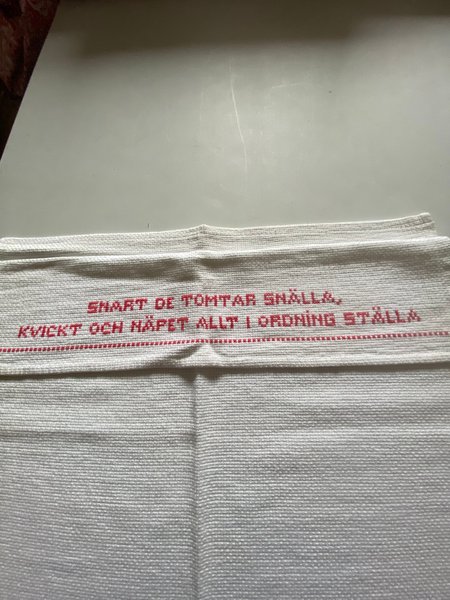 SNART DE TOMTAR SNÄLLA,
KVICKT OCH NÄPET ALLT I ORDNING STÄLLA